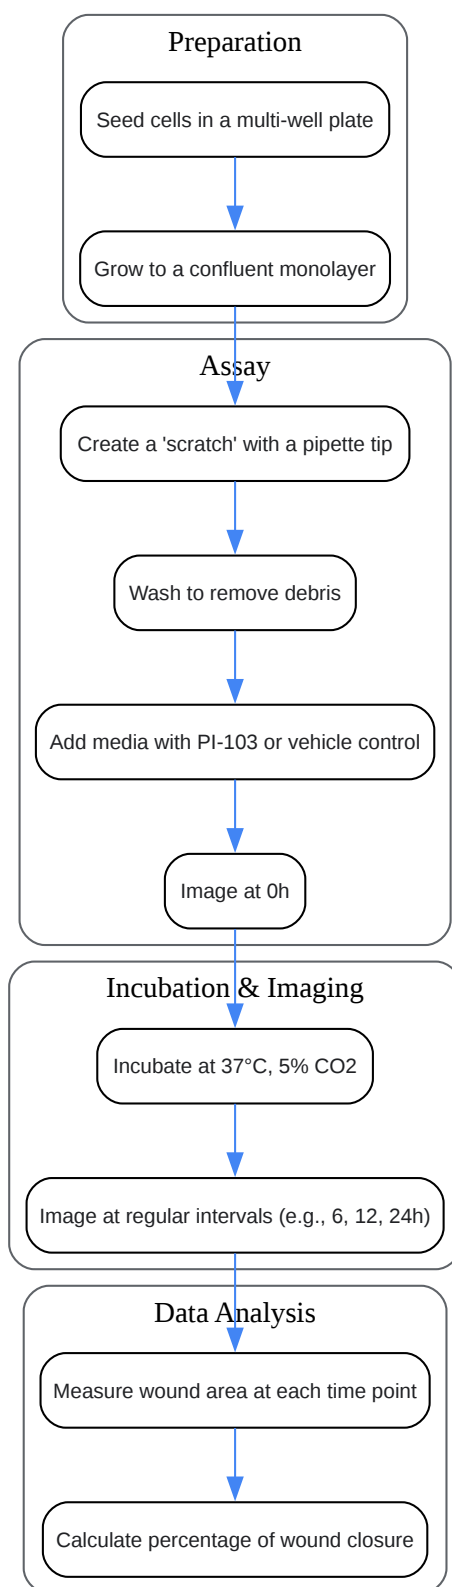 Preparation
Seed cells in a multi-well plate
Grow to a confluent monolayer
Assay
Create a 'scratch' with a pipette tip
Wash to remove debris
Add media with PI-103 or vehicle control
Image at 0h
Incubation & Imaging
Incubate at 37°C, 5% CO2
Image at regular intervals (e.g., 6, 12, 24h)
Data Analysis
Measure wound area at each time point
Calculate percentage of wound closure